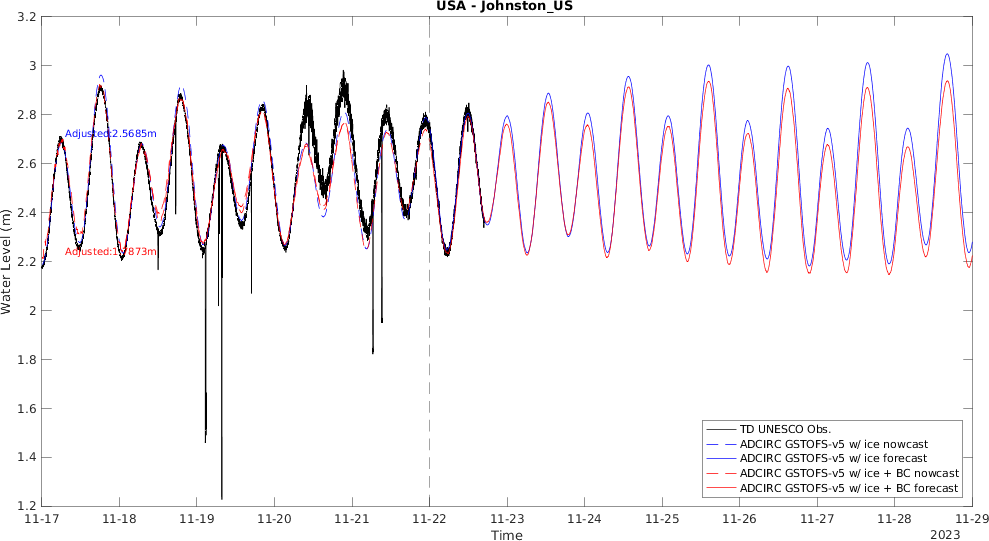 USA - Johnston_US
3.2
3
2.8
2.6
2.4
2.2
2
1.8
1.6
1.4
1.2
Water Level (m)
Adjusted:2.5685m
Adjusted:1.7873m
TD UNESCO Obs.
ADCIRC GSTOFS-v5 w/ ice nowcast
ADCIRC GSTOFS-v5 w/ ice forecast
ADCIRC GSTOFS-v5 w/ ice + BC nowcast
ADCIRC GSTOFS-v5 w/ ice + BC forecast
11-17 11-18 11-19 11-20 11-21 11-22 11-23 11-24 11-25 11-26 11-27 11-28 11-29
Time
2023